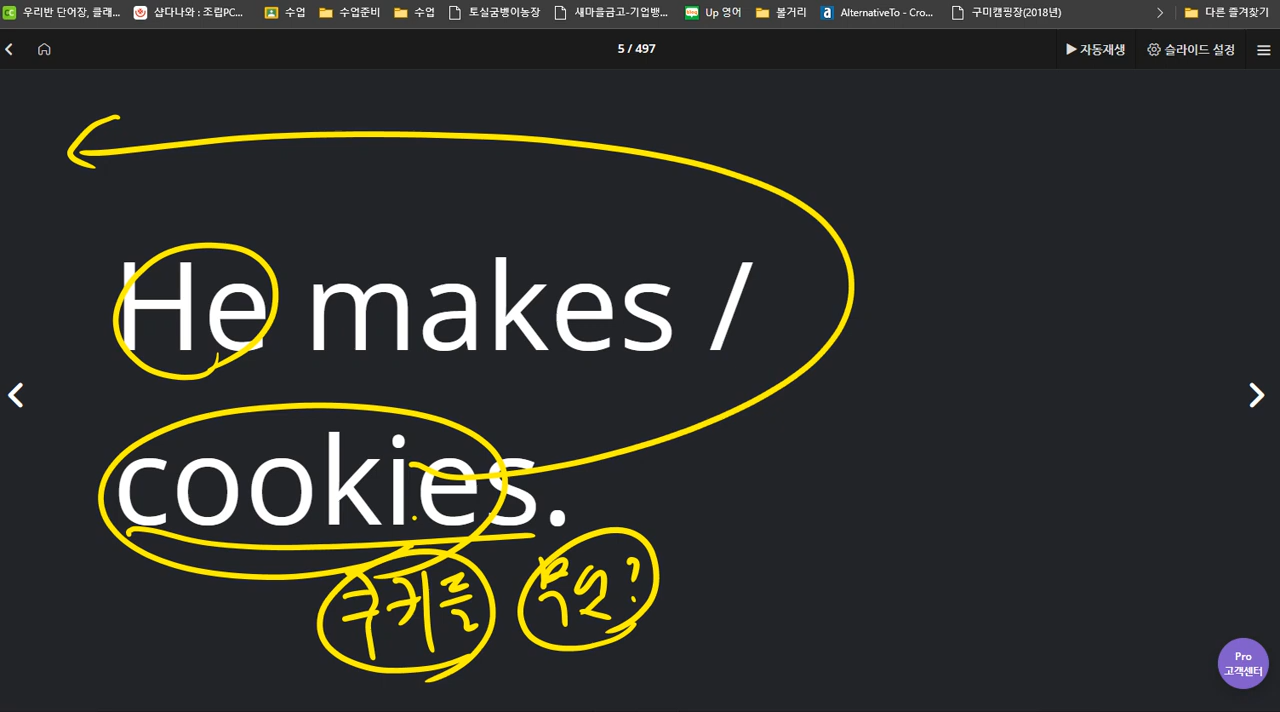 우리반 단어장, 클래... 샵다나와 : 조립PC... 수업 수업준비 수업 토실굼벵이농장 새마을금고-기업뱅... Up 영어 볼거리 AlternativeTo - Cro... 구미캠핑장(2018년) 다른 즐겨찾기
5 / 497 자동재생 슬라이드 설정
He makes /
cookies.
쿠키를 무엇?
Pro
고객센터